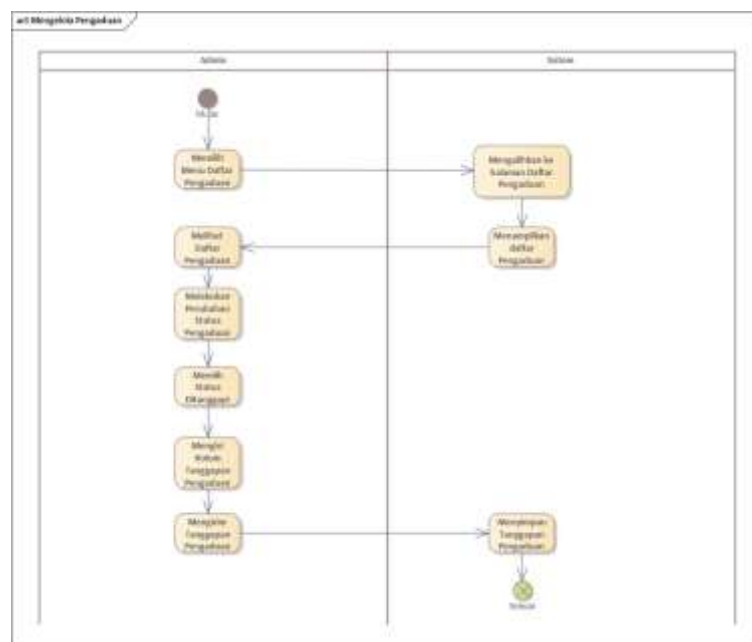 act Mengelola Pengaduan
Admin
Sistem
Mulai
Memilih
Menu Daftar
Pengaduan
Mengalihkan ke
halaman Daftar
Pengaduan
Melihat
Daftar
Pengaduan
Menampilkan
daftar
Pengaduan
Melakukan
Perubahan
Status
Pengaduan
Memilih
Status
Ditanggapi
Mengisi
Kolom
Tanggapan
Pengaduan
Mengirim
Tanggapan
Pengaduan
Menyimpan
Tanggapan
Pengaduan
Selesai